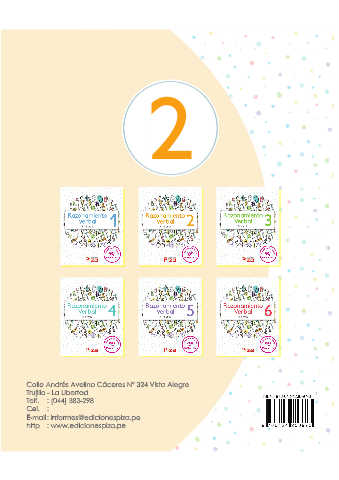 2
Razonamiento
Verbal
1
Razonamiento
Verbal
2
Razonamiento
Verbal
3
Razonamiento
Verbal
4
Razonamiento
Verbal
5
Razonamiento
Verbal
6
Calle Andrés Avelino Cáceres N° 324 Vista Alegre
Trujillo - La Libertad
Telf. : (044) 883-298
Cel. :
E-mail: informes@edicionespiza.pe
http : www.edicionespiza.pe